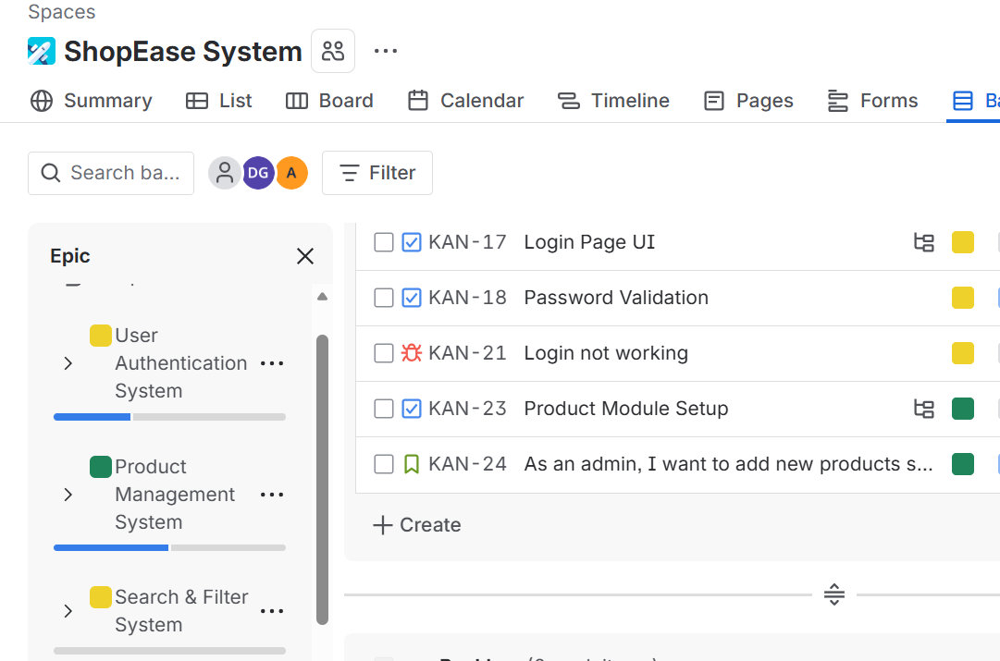 Spaces
ShopEase System
Summary List Board Calendar Timeline Pages Forms
Search ba... DG A Filter
Epic
User
Authentication
System
Product
Management
System
Search & Filter
System
KAN-17 Login Page UI
KAN-18 Password Validation
KAN-21 Login not working
KAN-23 Product Module Setup
KAN-24 As an admin, I want to add new products s...
Create